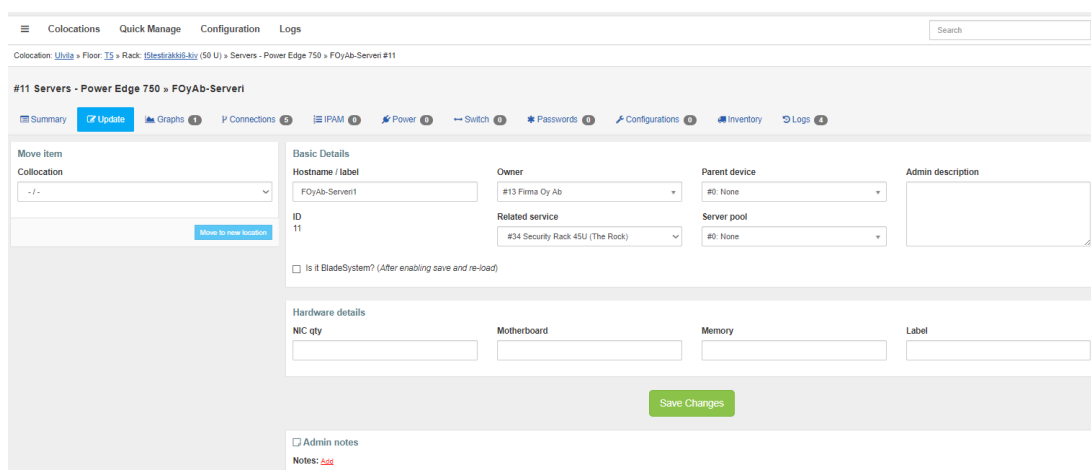 Colocations Quick Manage Configuration Logs Search
Colocation: Ulvila » Floor: T5 » Rack: t5testiräkki6-kiv (50 U) » Servers - Power Edge 750 » FOyAb-Serveri #11
#11 Servers - Power Edge 750 » FOyAb-Serveri
Summary Update Graphs 1 Connections 5 IPAM 0 Power 0 Switch 0 Passwords 0 Configurations 0 Inventory Logs 4
Move item
Collocation
- / -
Move to new location
Basic Details
Hostname / label Owner Parent device Admin description
FOyAb-Serveri1 #13 Firma Oy Ab #0: None
ID Related service Server pool
11 #34 Security Rack 45U (The Rock) #0: None
Is it BladeSystem? (After enabling save and re-load)
Hardware details
NIC qty Motherboard Memory Label
Save Changes
Admin notes
Notes: Add